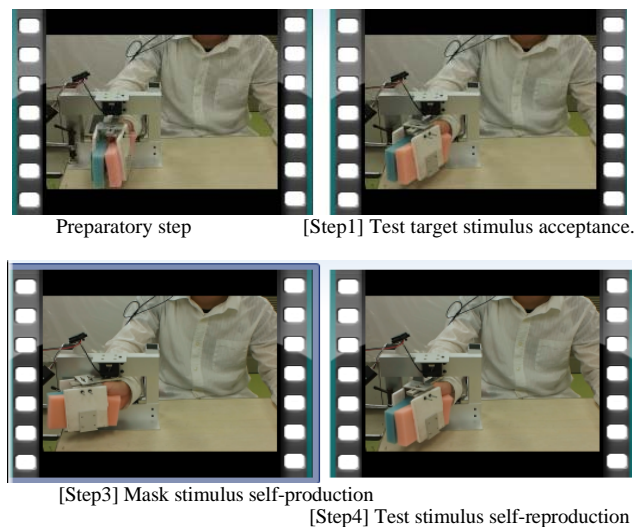 Preparatory step
[Step1] Test target stimulus acceptance.
[Step3] Mask stimulus self-production
[Step4] Test stimulus self-reproduction